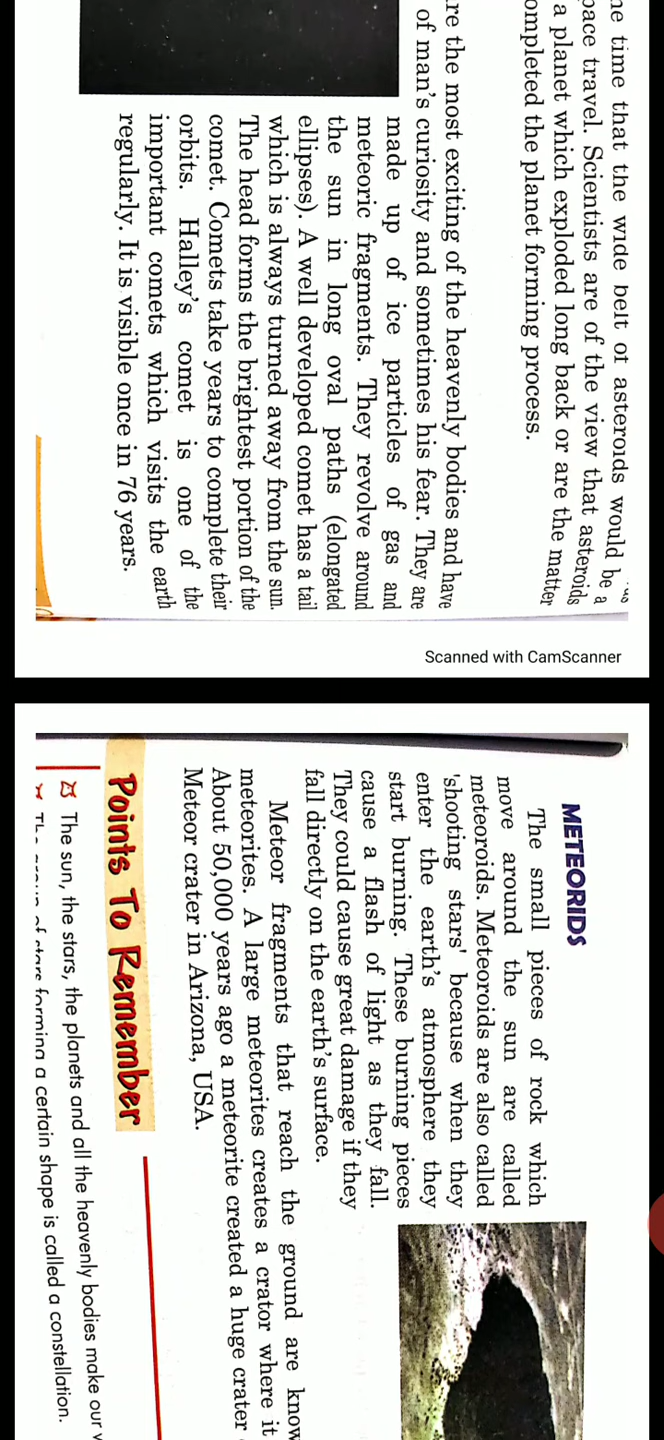 time that the wide belt of asteroids would be a
pace travel. Scientists are of the view that asteroids
a planet which exploded long back or are the matter
ompleted the planet forming process.
re the most exciting of the heavenly bodies and have
of man's curiosity and sometimes his fear. They are
made up of ice particles of gas and
meteoric fragments. They revolve around
the sun in long oval paths (elongated
ellipses). A well developed comet has a tail
which is always turned away from the sun.
The head forms the brightest portion of the
comet. Comets take years to complete their
orbits. Halley's comet is one of the
important comets which visits the earth
regularly. It is visible once in 76 years.
Scanned with CamScanner
METEORIDS
The small pieces of rock which
move around the sun are called
meteoroids. Meteoroids are also called
'shooting stars' because when they
enter the earth's atmosphere they
start burning. These burning pieces
cause a flash of light as they fall.
They could cause great damage if they
fall directly on the earth's surface.
Meteor fragments that reach the ground are know
meteorites. A large meteorites creates a crator where it
About 50,000 years ago a meteorite created a huge crater
Meteor crater in Arizona, USA.
Points To Remember
The sun, the stars, the planets and all the heavenly bodies make our
The group of stars forming a certain shape is called a constellation.